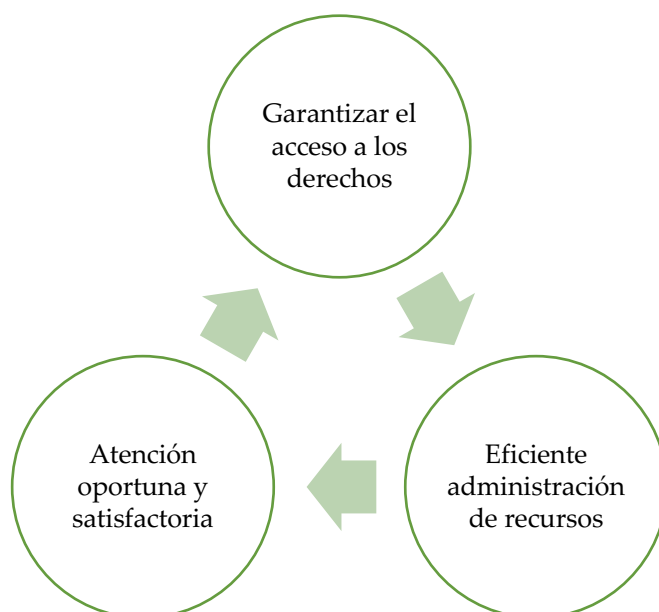 Garantizar el
acceso a los
derechos
Atención
oportuna y
satisfactoria
Eficiente
administración
de recursos